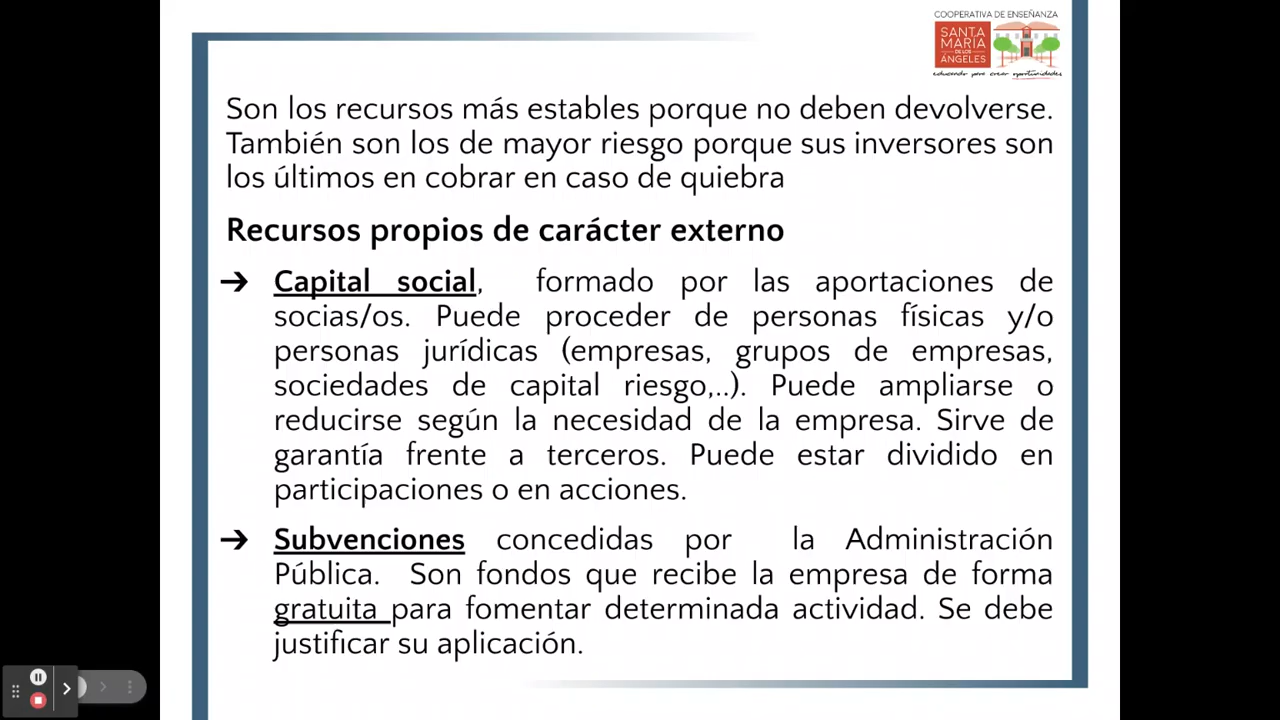 COOPERATIVA DE ENSEÑANZA
SANTA
MARÍA
DE LOS
ÁNGELES
educando para crear oportunidades
Son los recursos más estables porque no deben devolverse.
También son los de mayor riesgo porque sus inversores son
los últimos en cobrar en caso de quiebra
Recursos propios de carácter externo
➔ Capital social, formado por las aportaciones de
socias/os. Puede proceder de personas físicas y/o
personas jurídicas (empresas, grupos de empresas,
sociedades de capital riesgo,..). Puede ampliarse o
reducirse según la necesidad de la empresa. Sirve de
garantía frente a terceros. Puede estar dividido en
participaciones o en acciones.
➔ Subvenciones concedidas por la Administración
Pública. Son fondos que recibe la empresa de forma
gratuita para fomentar determinada actividad. Se debe
justificar su aplicación.